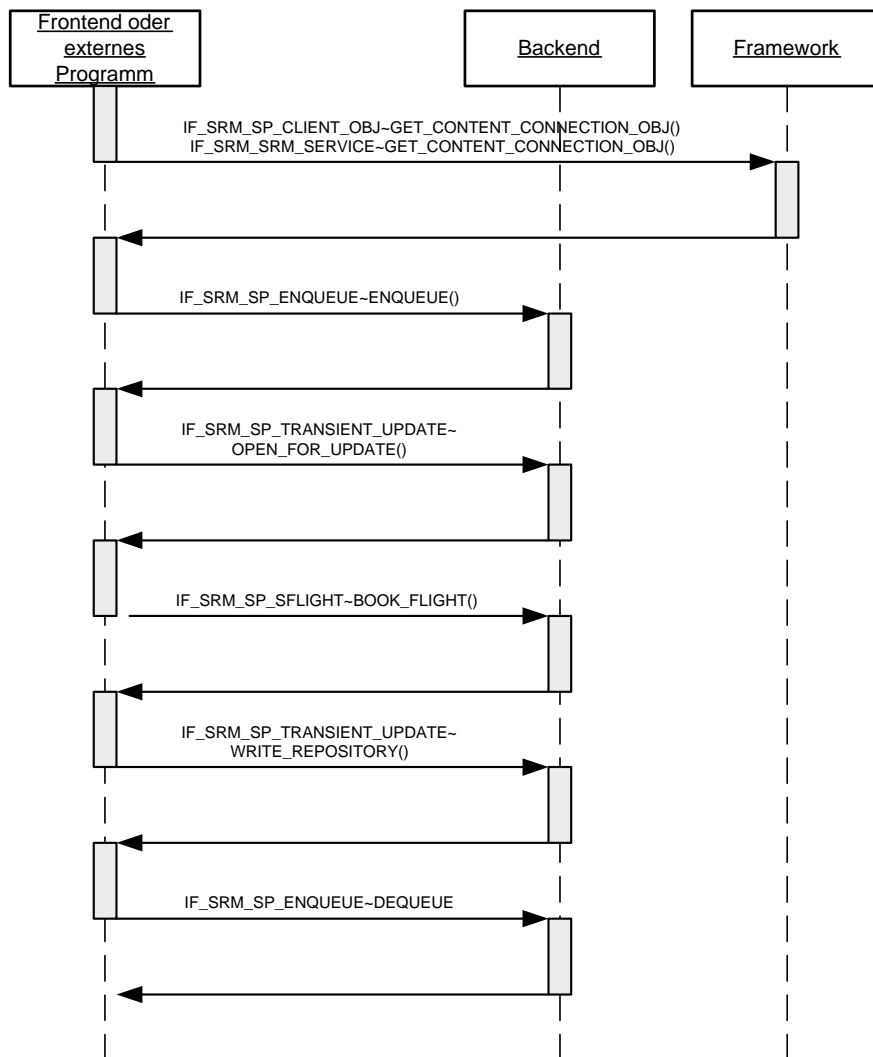 Frontend oder
externes
Programm
Backend
Framework
IF_SRM_SP_CLIENT_OBJ~GET_CONTENT_CONNECTION_OBJ()
IF_SRM_SRM_SERVICE~GET_CONTENT_CONNECTION_OBJ()
IF_SRM_SP_ENQUEUE~ENQUEUE()
IF_SRM_SP_TRANSIENT_UPDATE~
OPEN_FOR_UPDATE()
IF_SRM_SP_SFLIGHT~BOOK_FLIGHT()
IF_SRM_SP_TRANSIENT_UPDATE~
WRITE_REPOSITORY()
IF_SRM_SP_ENQUEUE~DEQUEUE